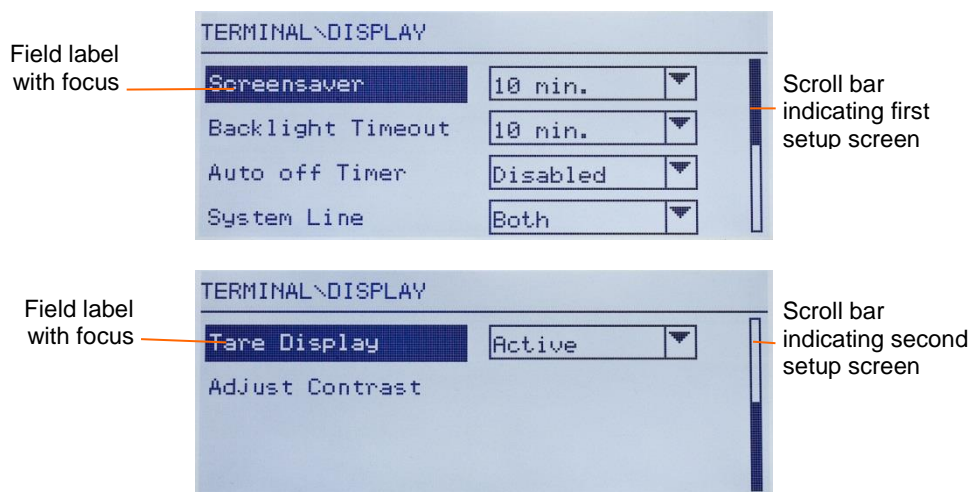 TERMINAL\DISPLAY
Field label
with focus
Screensaver
10 min.
Backlight Timeout
10 min.
Auto off Timer
Disabled
System Line
Both
Scroll bar
indicating first
setup screen
TERMINAL\DISPLAY
Field label
with focus
Tare Display
Active
Adjust Contrast
Scroll bar
indicating second
setup screen